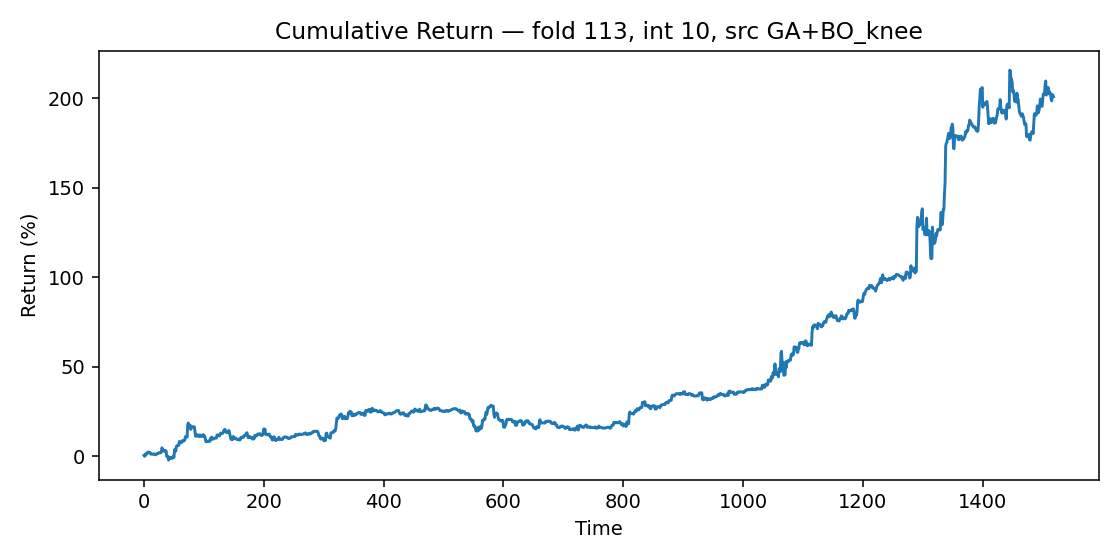 Cumulative Return — fold 113, int 10, src GA+BO_knee
Return (%)
200
150
100
50
0
0 200 400 600 800 1000 1200 1400
Time